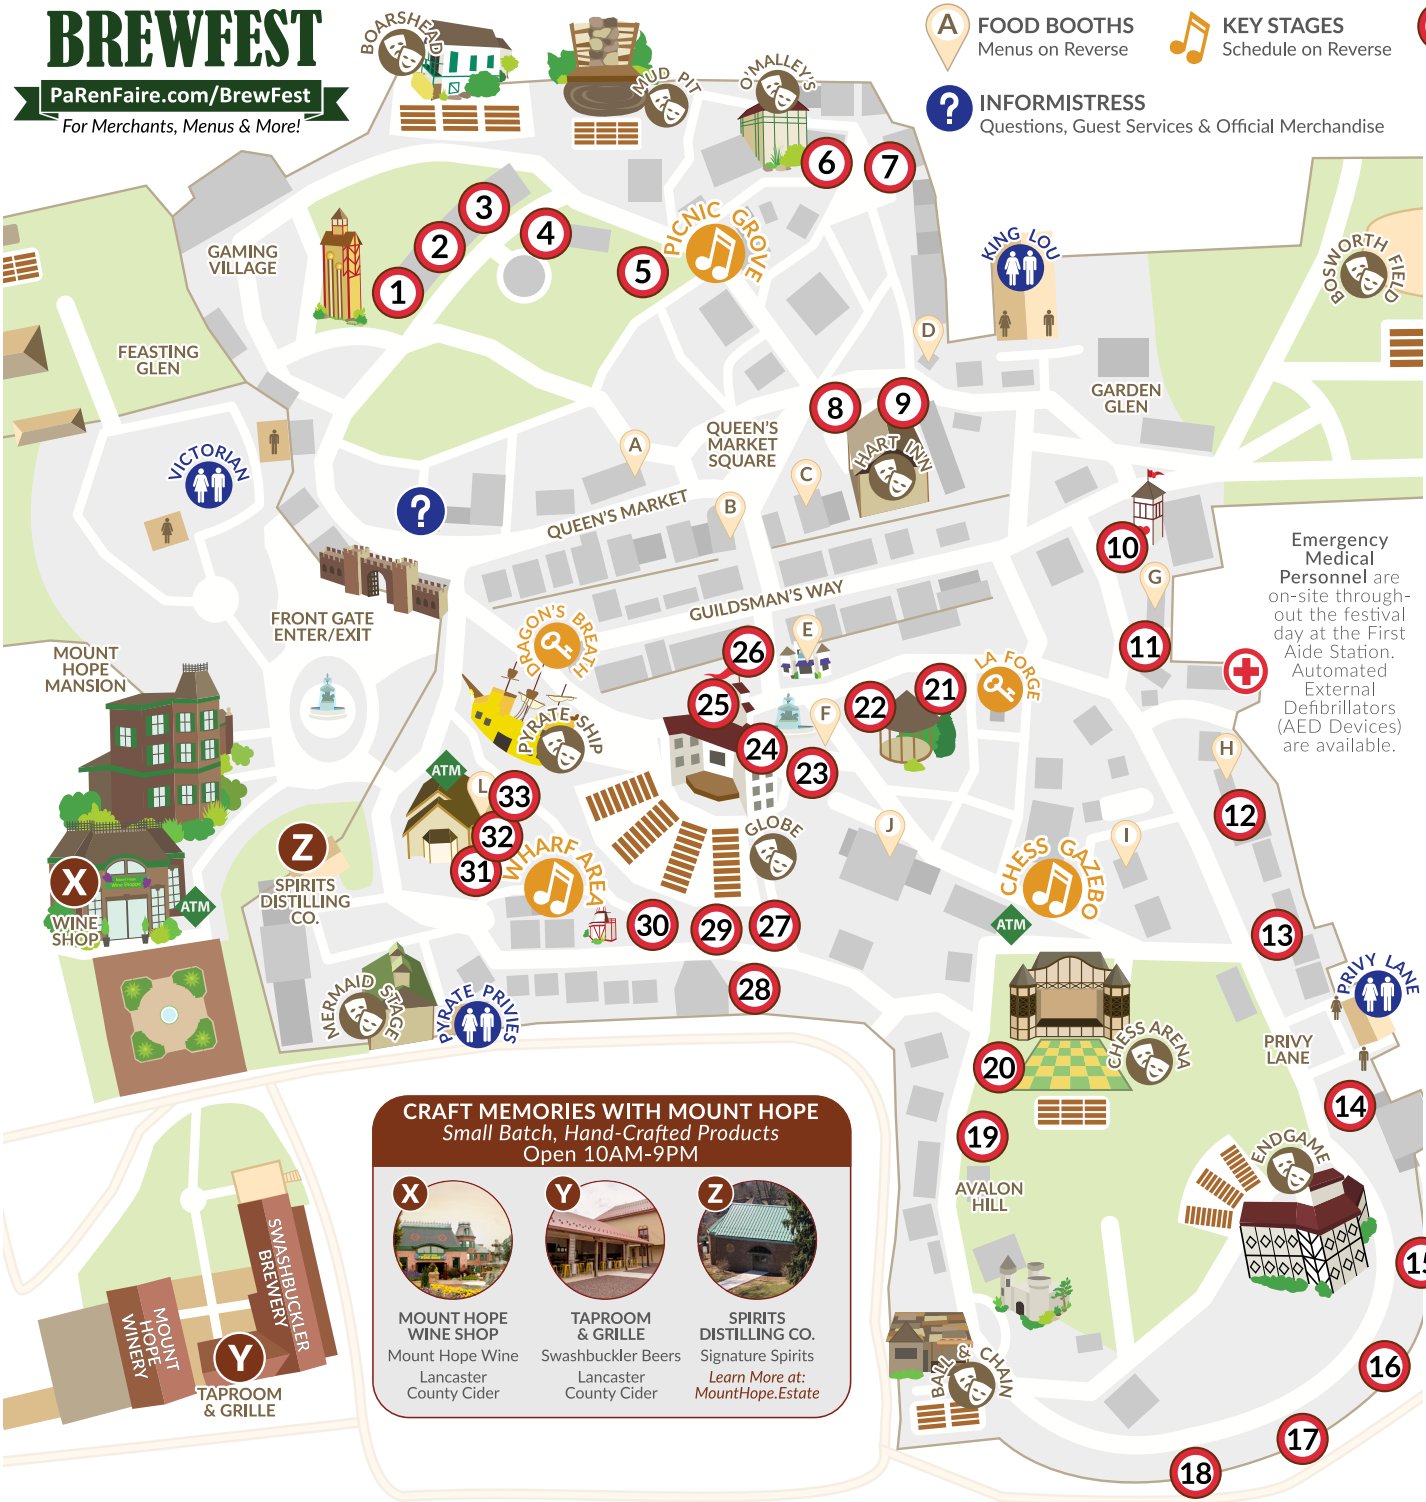 BREWFEST
PaRenFaire.com/BrewFest
For Merchants, Menus & More!
A
FOOD BOOTHS
Menus on Reverse
KEY STAGES
Schedule on Reverse
?
INFORMISTRESS
Questions, Guest Services & Official Merchandise
BOARSHEAD
MUD PIT
O'MALLEY'S
6
7
3
2
4
1
5
PICNIC GROVE
GAMING
VILLAGE
KING LOU
BOSWORTH
FIELD
D
FEASTING
GLEN
GARDEN
GLEN
8
9
HART INN
QUEEN'S
MARKET
SQUARE
A
C
B
VICTORIAN
?
QUEEN'S MARKET
10
G
11
Emergency
Medical
Personnel are
on-site through-
out the festival
day at the First
Aide Station.
Automated
External
Defibrillators
(AED Devices)
are available.
FRONT GATE
ENTER/EXIT
GUILDSMAN'S WAY
DRAGON'S BREATH
26
E
LA FORGE
MOUNT
HOPE
MANSION
25
F
22
21
PYRATE SHIP
24
23
H
ATM
L
33
32
31
WHARF AREA
GLOBE
J
I
12
CHESS GAZEBO
ATM
Z
SPIRITS
DISTILLING
CO.
X
Mount Hope
Wine Shoppe
WINE
SHOP
ATM
30
29
27
28
13
MERMAID STAGE
PYRATE PRIVIES
PRIVY LANE
PRIVY
LANE
CHESS ARENA
20
19
AVALON
HILL
14
ENDGAME
15
16
17
18
BALL & CHAIN
SWASHBUCKLER
BREWERY
MOUNT
HOPE
WINERY
Y
TAPROOM
& GRILLE
CRAFT MEMORIES WITH MOUNT HOPE
Small Batch, Hand-Crafted Products
Open 10AM-9PM
X
Y
Z
MOUNT HOPE
WINE SHOP
Mount Hope Wine
Lancaster
County Cider
TAPROOM
& GRILLE
Swashbuckler Beers
Lancaster
County Cider
SPIRITS
DISTILLING CO.
Signature Spirits
Learn More at:
MountHope.Estate